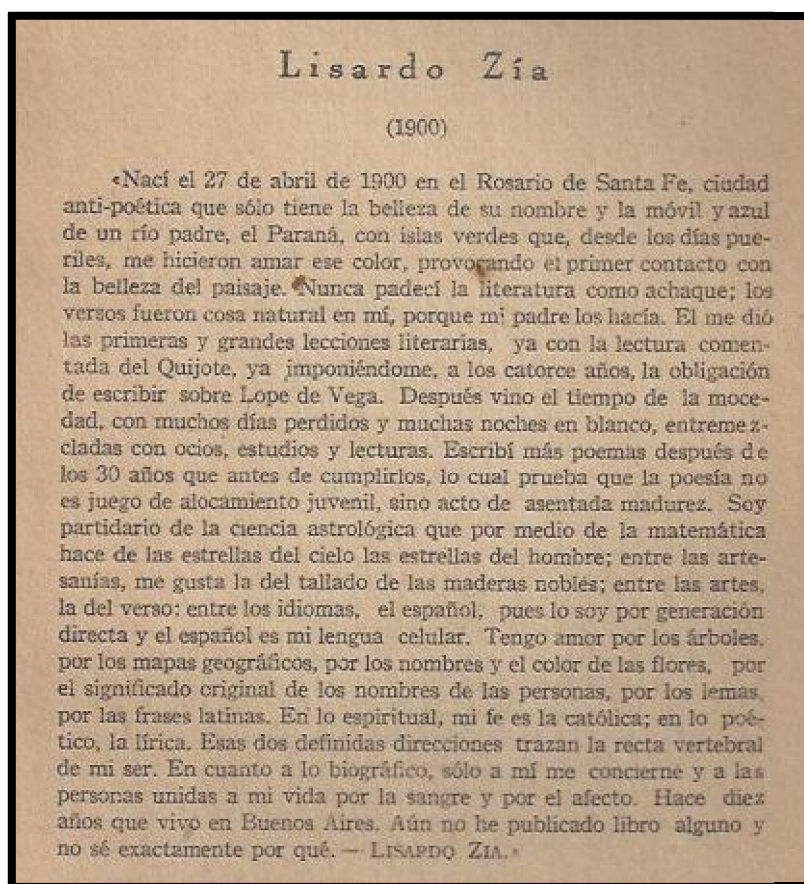 Lisardo Zía
(1900)
«Nací el 27 de abril de 1900 en el Rosario de Santa Fe, ciudad
anti-poética que sólo tiene la belleza de su nombre y la móvil y azul
de un río padre, el Paraná, con islas verdes que, desde los días pue-
riles, me hicieron amar ese color, provocando el primer contacto con
la belleza del paisaje. Nunca padecí la literatura como achaque; los
versos fueron cosa natural en mí, porque mi padre los hacía. El me dió
las primeras y grandes lecciones literarias, ya con la lectura comen-
tada del Quijote, ya imponiéndome, a los catorce años, la obligación
de escribir sobre Lope de Vega. Después vino el tiempo de la moce-
dad, con muchos días perdidos y muchas noches en blanco, entremez-
cladas con ocios, estudios y lecturas. Escribí más poemas después de
los 30 años que antes de cumplirlos, lo cual prueba que la poesía no
es juego de alocamiento juvenil, sino acto de asentada madurez. Soy
partidario de la ciencia astrológica que por medio de la matemática
hace de las estrellas del cielo las estrellas del hombre; entre las arte-
sanías, me gusta la del tallado de las maderas nobles; entre las artes,
la del verso: entre los idiomas, el español, pues lo soy por generación
directa y el español es mi lengua celular. Tengo amor por los árboles,
por los mapas geográficos, por los nombres y el color de las flores, por
el significado original de los nombres de las personas, por los lemas,
por las frases latinas. En lo espiritual, mi fe es la católica; en lo poé-
tico, la lírica. Esas dos definidas direcciones trazan la recta vertebral
de mi ser. En cuanto a lo biográfico, sólo a mí me concierne y a las
personas unidas a mi vida por la sangre y por el afecto. Hace diez
años que vivo en Buenos Aires. Aún no he publicado libro alguno y
no sé exactamente por qué. — LISARDO ZIA.»